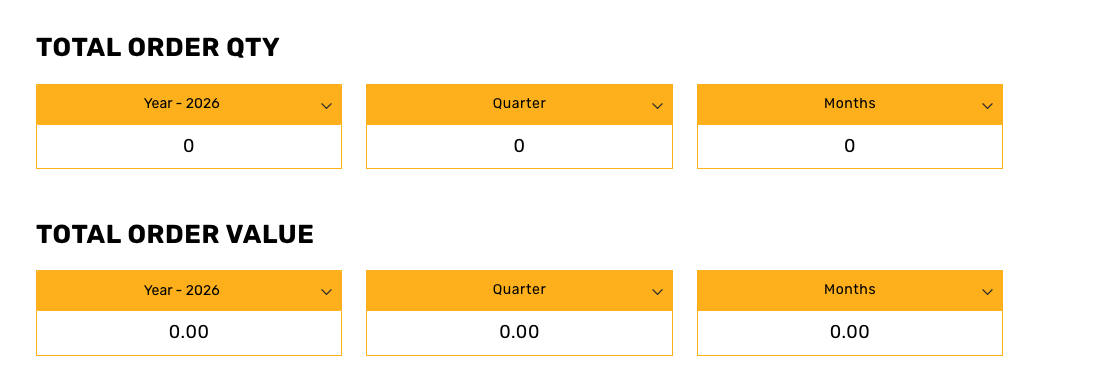 TOTAL ORDER QTY
Year - 2026 Quarter Months
0 0 0
TOTAL ORDER VALUE
Year - 2026 Quarter Months
0.00 0.00 0.00